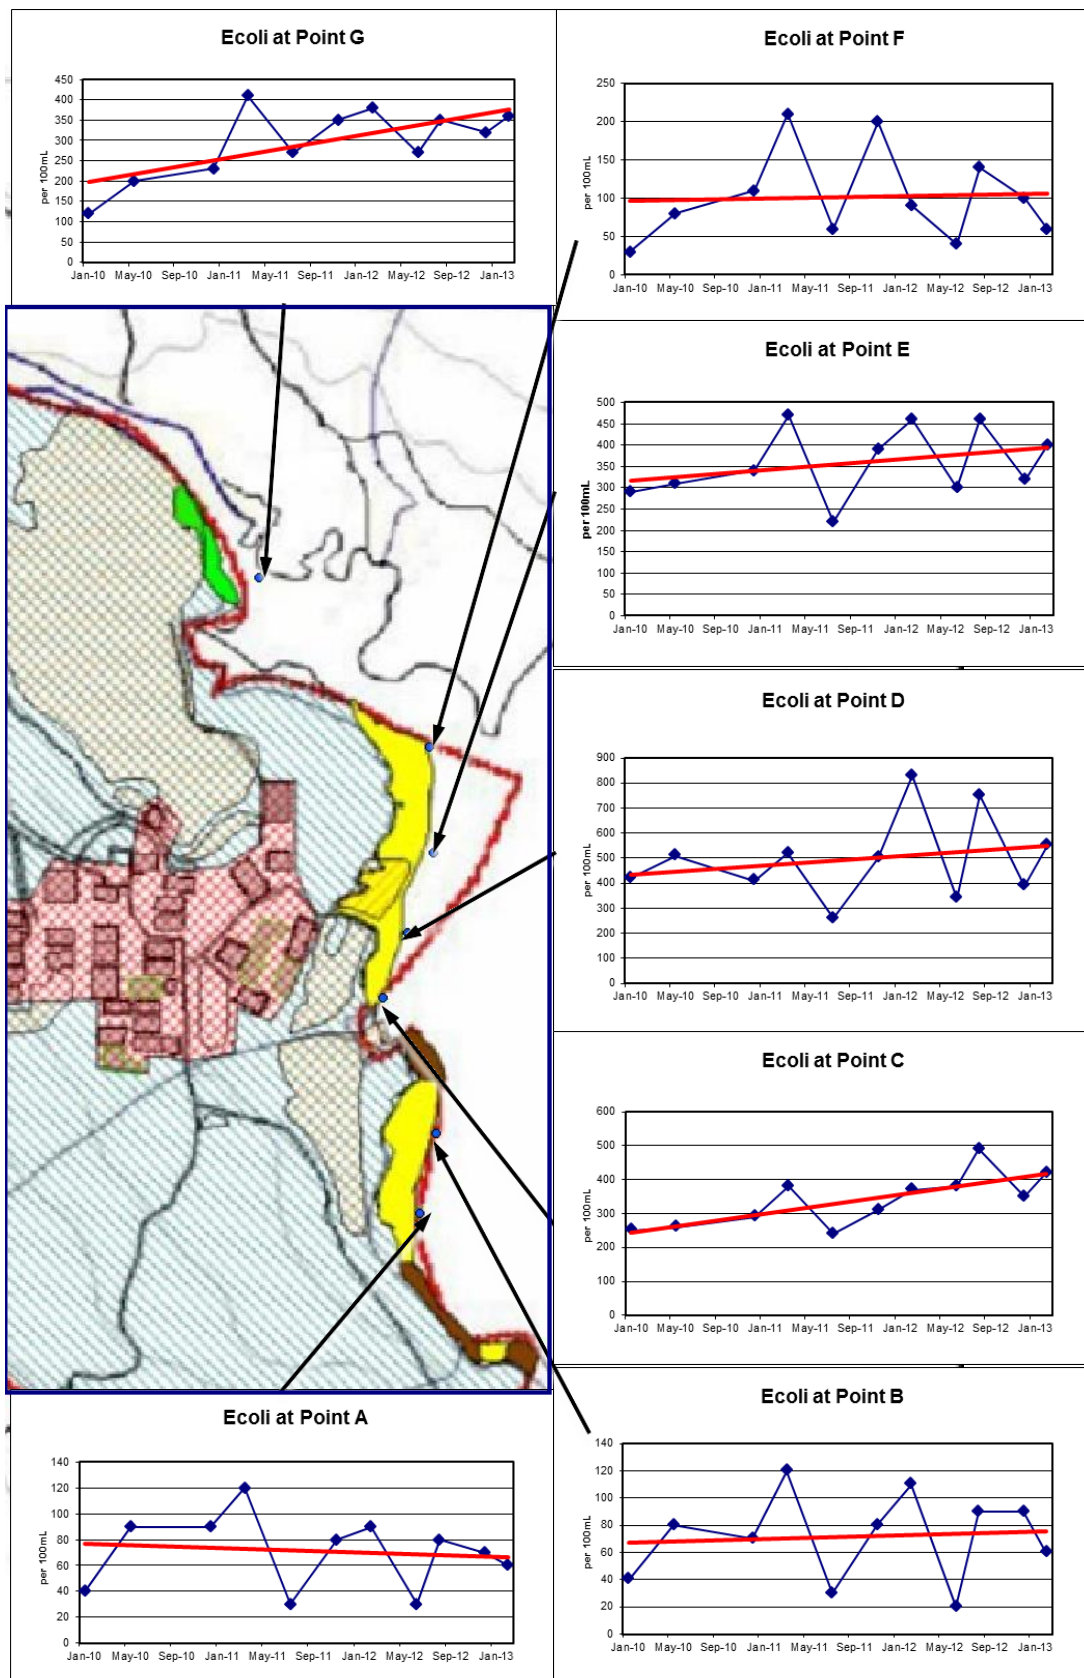 Ecoli at Point G
per 100mL
450
400
350
300
250
200
150
100
50
0
Jan-10 May-10 Sep-10 Jan-11 May-11 Sep-11 Jan-12 May-12 Sep-12 Jan-13
Ecoli at Point F
per 100mL
250
200
150
100
50
0
Jan-10 May-10 Sep-10 Jan-11 May-11 Sep-11 Jan-12 May-12 Sep-12 Jan-13
Ecoli at Point E
per 100mL
500
450
400
350
300
250
200
150
100
50
0
Jan-10 May-10 Sep-10 Jan-11 May-11 Sep-11 Jan-12 May-12 Sep-12 Jan-13
Ecoli at Point D
per 100mL
900
800
700
600
500
400
300
200
100
0
Jan-10 May-10 Sep-10 Jan-11 May-11 Sep-11 Jan-12 May-12 Sep-12 Jan-13
Ecoli at Point C
per 100mL
600
500
400
300
200
100
0
Jan-10 May-10 Sep-10 Jan-11 May-11 Sep-11 Jan-12 May-12 Sep-12 Jan-13
Ecoli at Point A
per 100mL
140
120
100
80
60
40
20
0
Jan-10 May-10 Sep-10 Jan-11 May-11 Sep-11 Jan-12 May-12 Sep-12 Jan-13
Ecoli at Point B
per 100mL
140
120
100
80
60
40
20
0
Jan-10 May-10 Sep-10 Jan-11 May-11 Sep-11 Jan-12 May-12 Sep-12 Jan-13